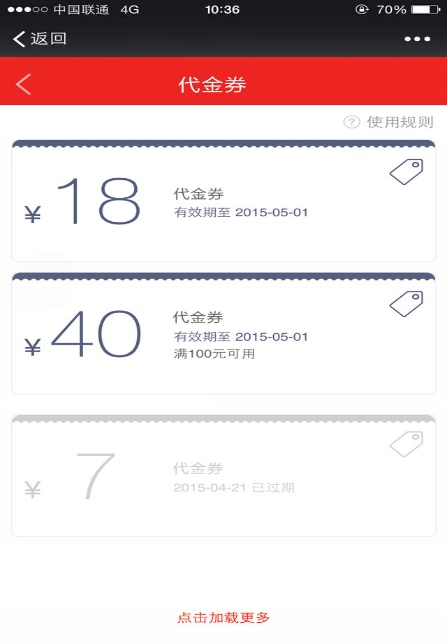 中国联通 4G 10:36 70%
返回
代金券
? 使用规则
¥ 18
代金券
有效期至 2015-05-01
¥ 40
代金券
有效期至 2015-05-01
满100元可用
¥ 7
代金券
2015-04-21 已过期
点击加载更多